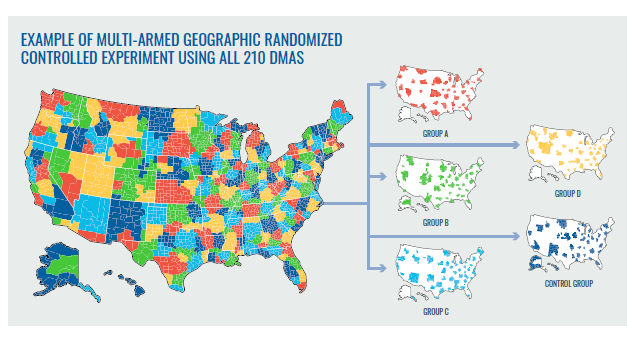 EXAMPLE OF MULTI-ARMED GEOGRAPHIC RANDOMIZED
CONTROLLED EXPERIMENT USING ALL 210 DMAS
GROUP A
GROUP D
GROUP B
CONTROL GROUP
GROUP C